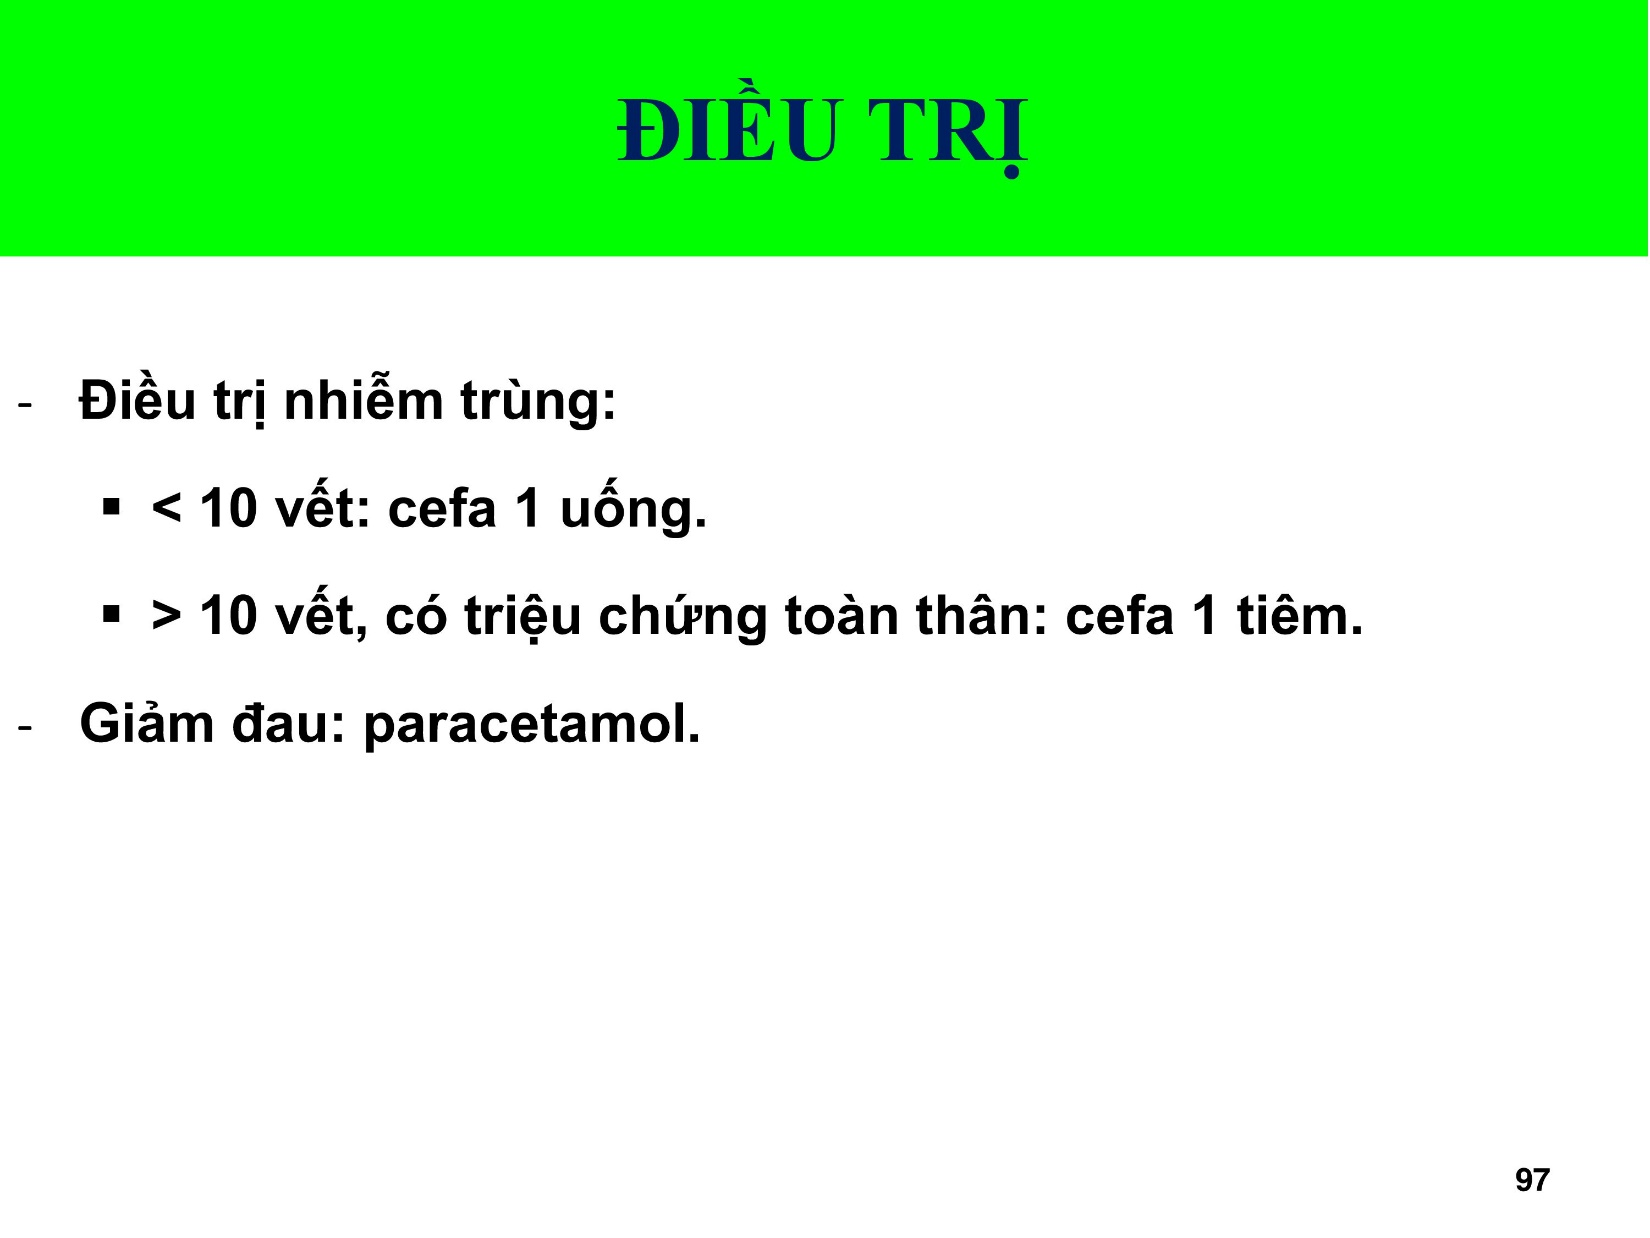 ĐIỀU TRỊ
- Điều trị nhiễm trùng:
▪ < 10 vết: cefa 1 uống.
▪ > 10 vết, có triệu chứng toàn thân: cefa 1 tiêm.
- Giảm đau: paracetamol.
97